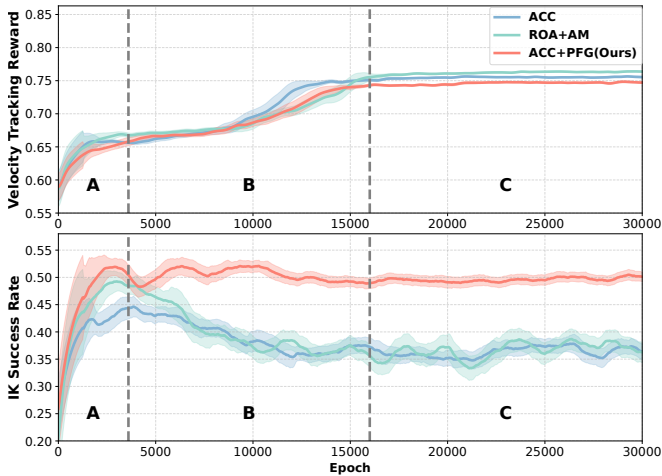 0.85
0.80
0.75
0.70
0.65
0.60
0.55
Velocity Tracking Reward
ACC
ROA+AM
ACC+PFG(Ours)
A
B
C
0
5000
10000
15000
20000
25000
30000
0.55
0.50
0.45
0.40
0.35
0.30
0.25
0.20
IK Success Rate
A
B
C
0
5000
10000
15000
20000
25000
30000
Epoch